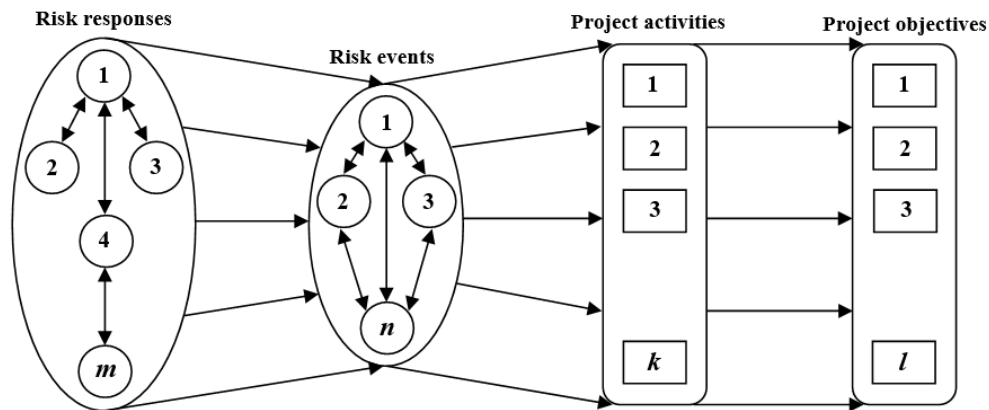 Risk responses
1
2
3
4
m
Risk events
1
2
3
n
Project activities
1
2
3
k
Project objectives
1
2
3
l